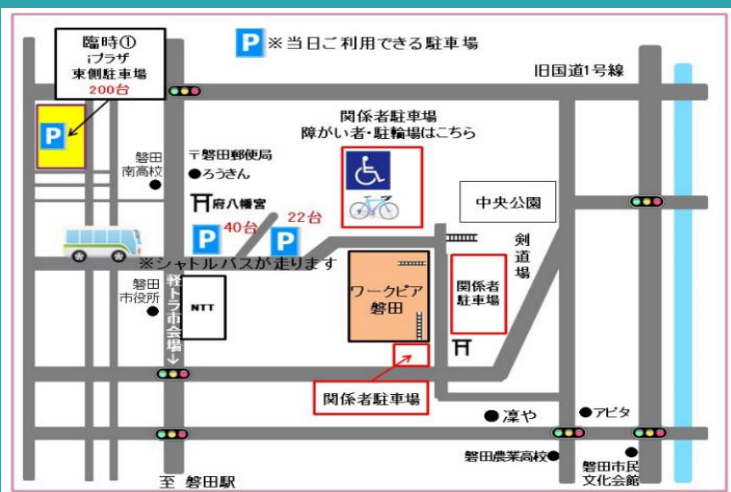 臨時①
iプラザ
東側駐車場
200台
P ※当日ご利用できる駐車場
旧国道1号線
P
関係者駐車場
障がい者・駐輪場はこちら
磐田
南高校
〒磐田郵便局
ろうきん
府八幡宮
中央公園
P 40台
22台
P
剣道場
※シャトルバスが走ります
磐田
市役所
軽トラ市会場↓
NTT
ワークピア
磐田
関係者
駐車場
関係者駐車場
凛や
アピタ
磐田農業高校
磐田市民
文化会館
至 磐田駅